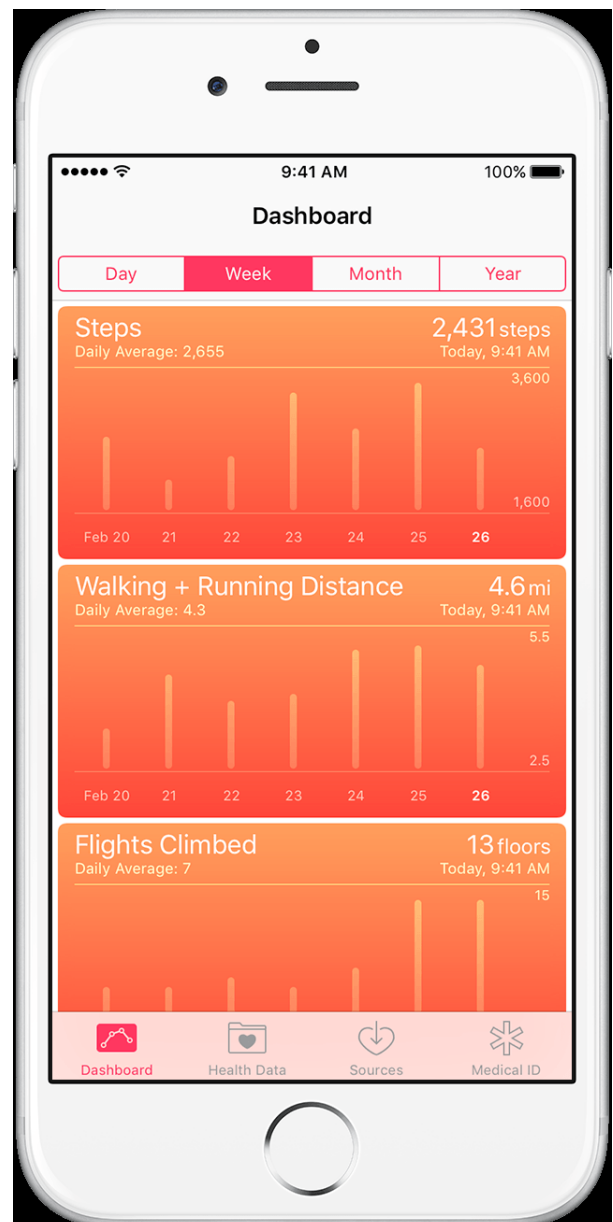 9:41 AM 100%
Dashboard
Day Week Month Year
Steps 2,431 steps
Daily Average: 2,655 Today, 9:41 AM
3,600
1,600
Feb 20 21 22 23 24 25 26
Walking + Running Distance 4.6 mi
Daily Average: 4.3 Today, 9:41 AM
5.5
2.5
Feb 20 21 22 23 24 25 26
Flights Climbed 13 floors
Daily Average: 7 Today, 9:41 AM
15
Dashboard Health Data Sources Medical ID